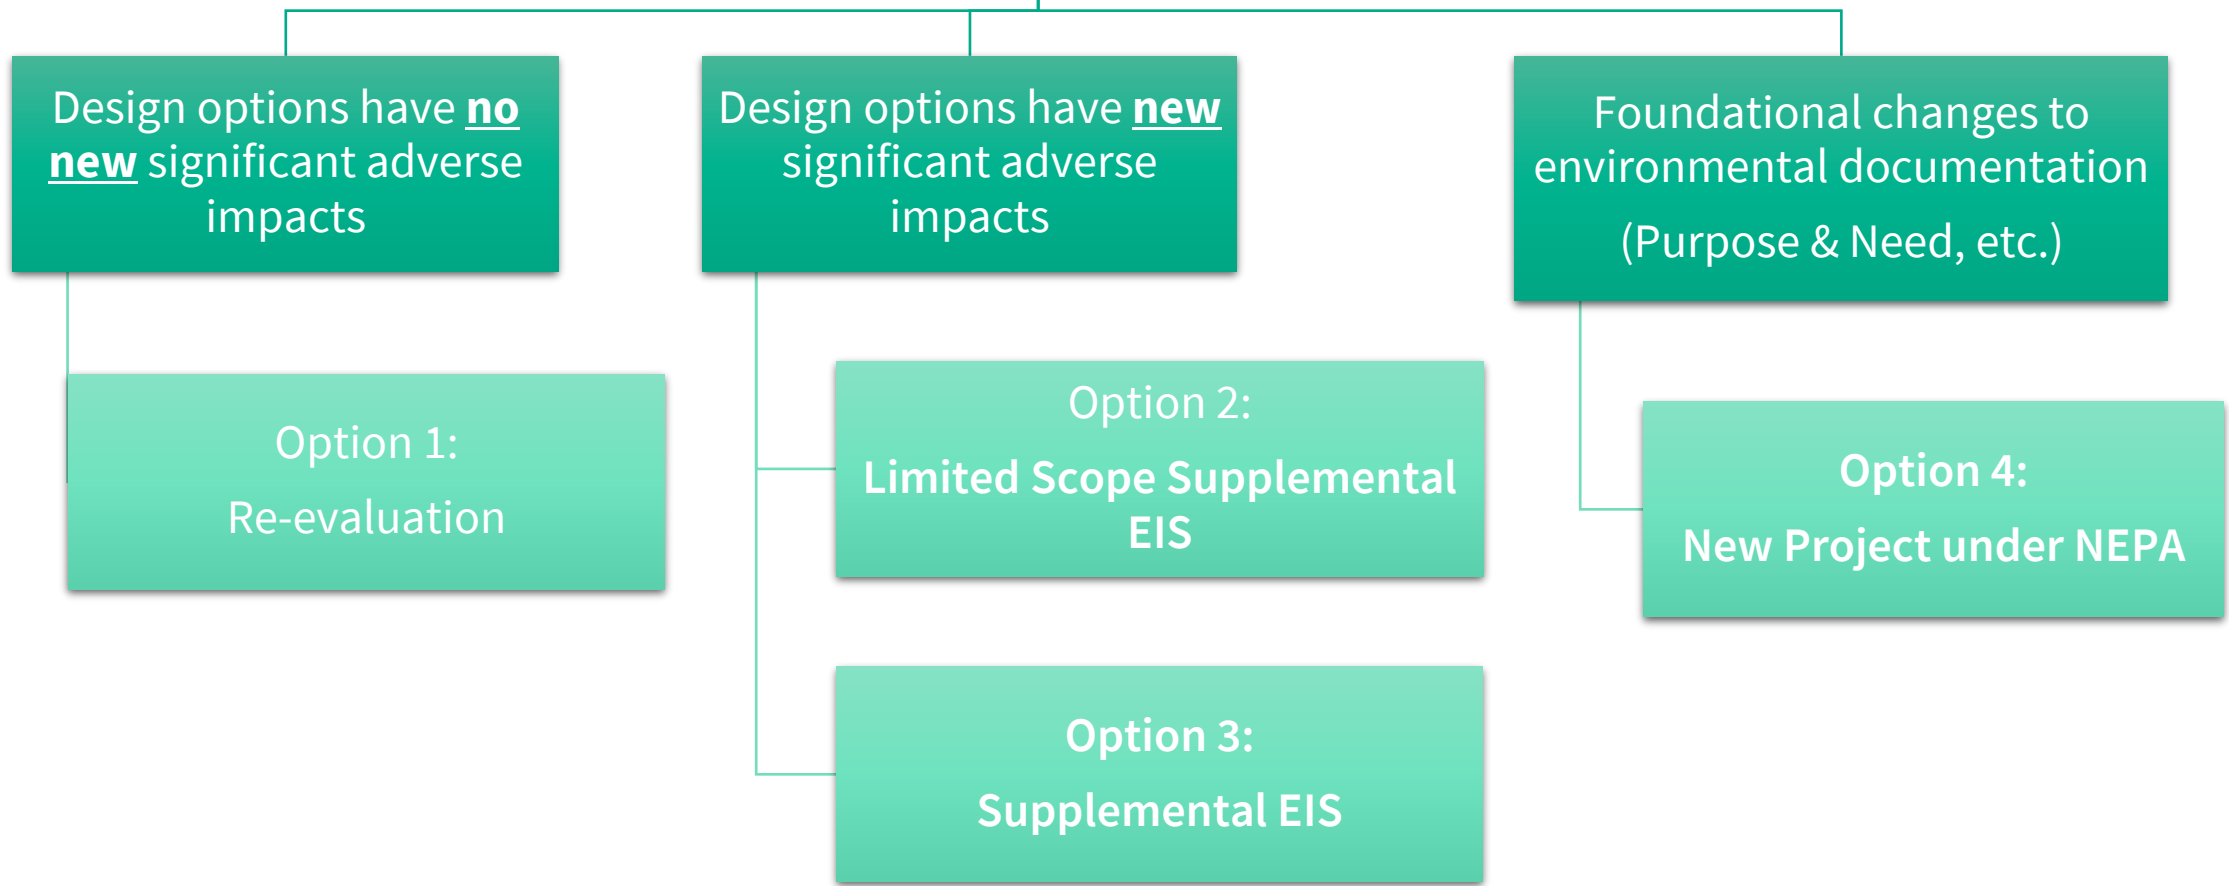 Design options have no
new significant adverse
impacts
Design options have new
significant adverse
impacts
Foundational changes to
environmental documentation
(Purpose & Need, etc.)
Option 1:
Re-evaluation
Option 2:
Limited Scope Supplemental
EIS
Option 3:
Supplemental EIS
Option 4:
New Project under NEPA